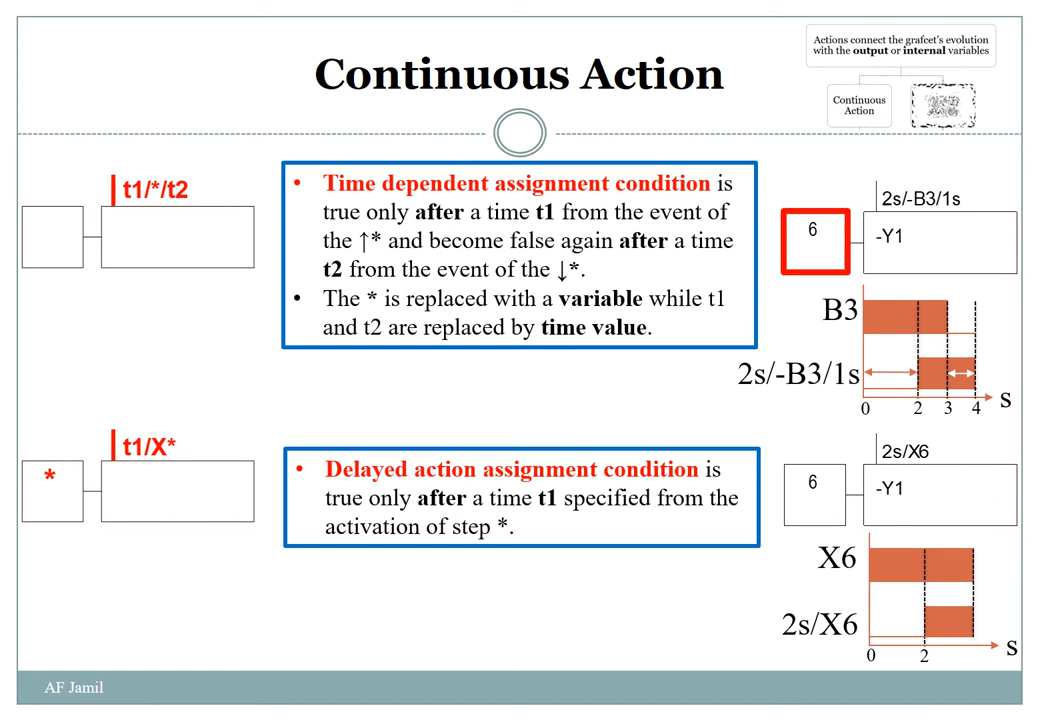 Continuous Action
Actions connect the grafcet's evolution
with the output or internal variables
Continuous
Action
t1/*/t2
• Time dependent assignment condition is
true only after a time t1 from the event of
the ↑* and become false again after a time
t2 from the event of the ↓*.
• The * is replaced with a variable while t1
and t2 are replaced by time value.
2s/-B3/1s
6
-Y1
B3
2s/-B3/1s
0 2 3 4 s
t1/X*
*
• Delayed action assignment condition is
true only after a time t1 specified from the
activation of step *.
2s/X6
6
-Y1
X6
2s/X6
0 2 s
AF Jamil